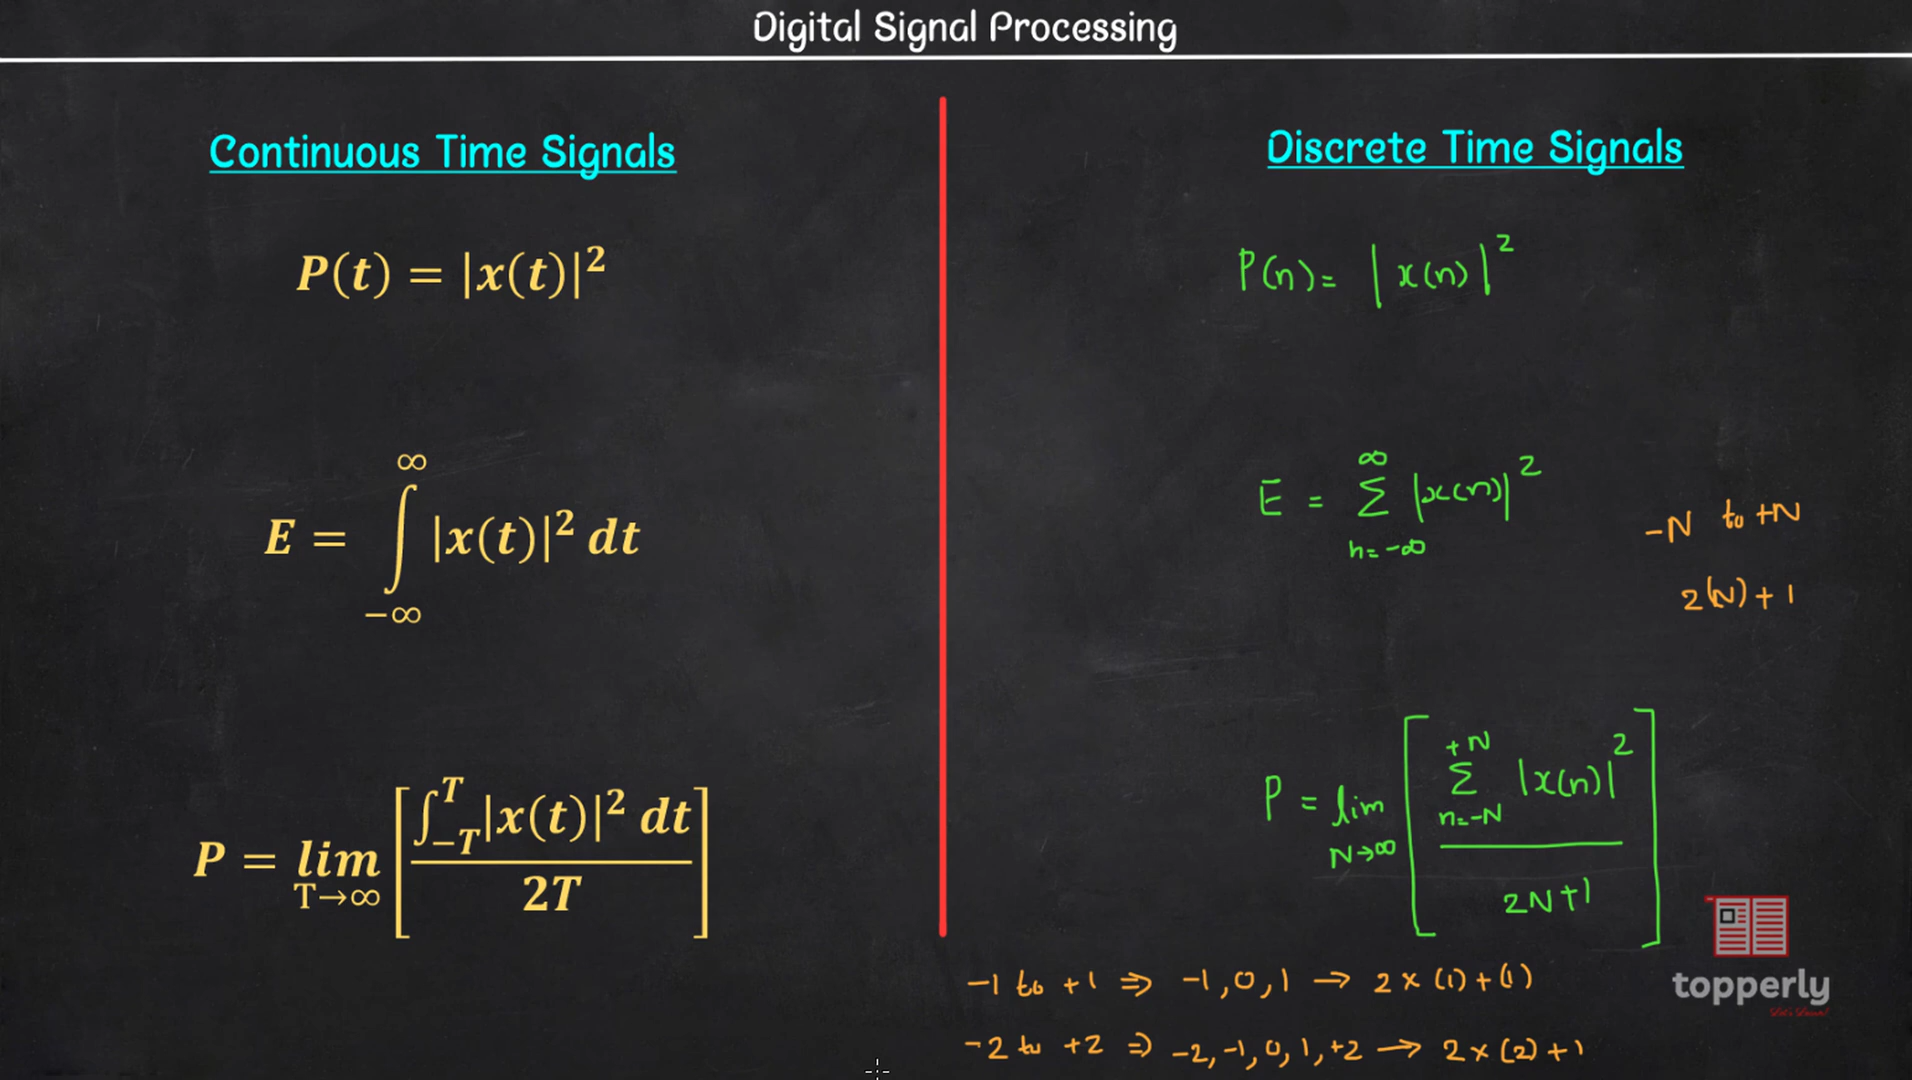 Digital Signal Processing
Continuous Time Signals
P(t) = |x(t)|²
E = ∫_{-∞}^{∞} |x(t)|² dt
P = lim_{T→∞} [ ∫_{-T}^{T} |x(t)|² dt / 2T ]
Discrete Time Signals
P(n) = |x(n)|²
E = Σ_{n=-∞}^{∞} |x(n)|²
-N to +N
2(N)+1
P = lim_{N→∞} [ Σ_{n=-N}^{+N} |x(n)|² / 2N+1 ]
-1 to +1 ⇒ -1, 0, 1 → 2 × (1) + (1)
-2 to +2 ⇒ -2, -1, 0, 1, +2 → 2 × (2) + 1
topperly